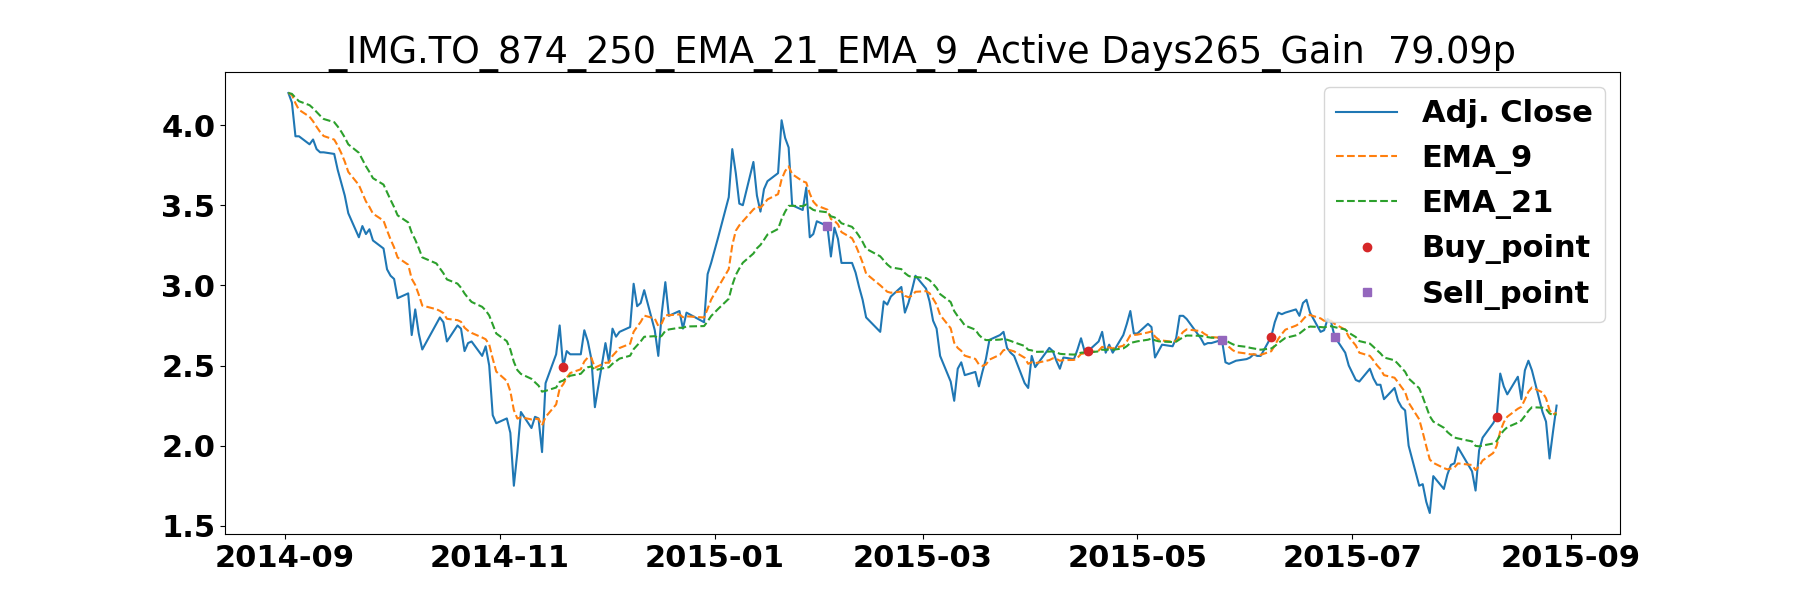 _IMG.TO_874_250_EMA_21_EMA_9_Active Days265_Gain  79.09p
4.0
3.5
3.0
2.5
2.0
1.5
2014-09 2014-11 2015-01 2015-03 2015-05 2015-07 2015-09
Adj. Close
EMA_9
EMA_21
Buy_point
Sell_point